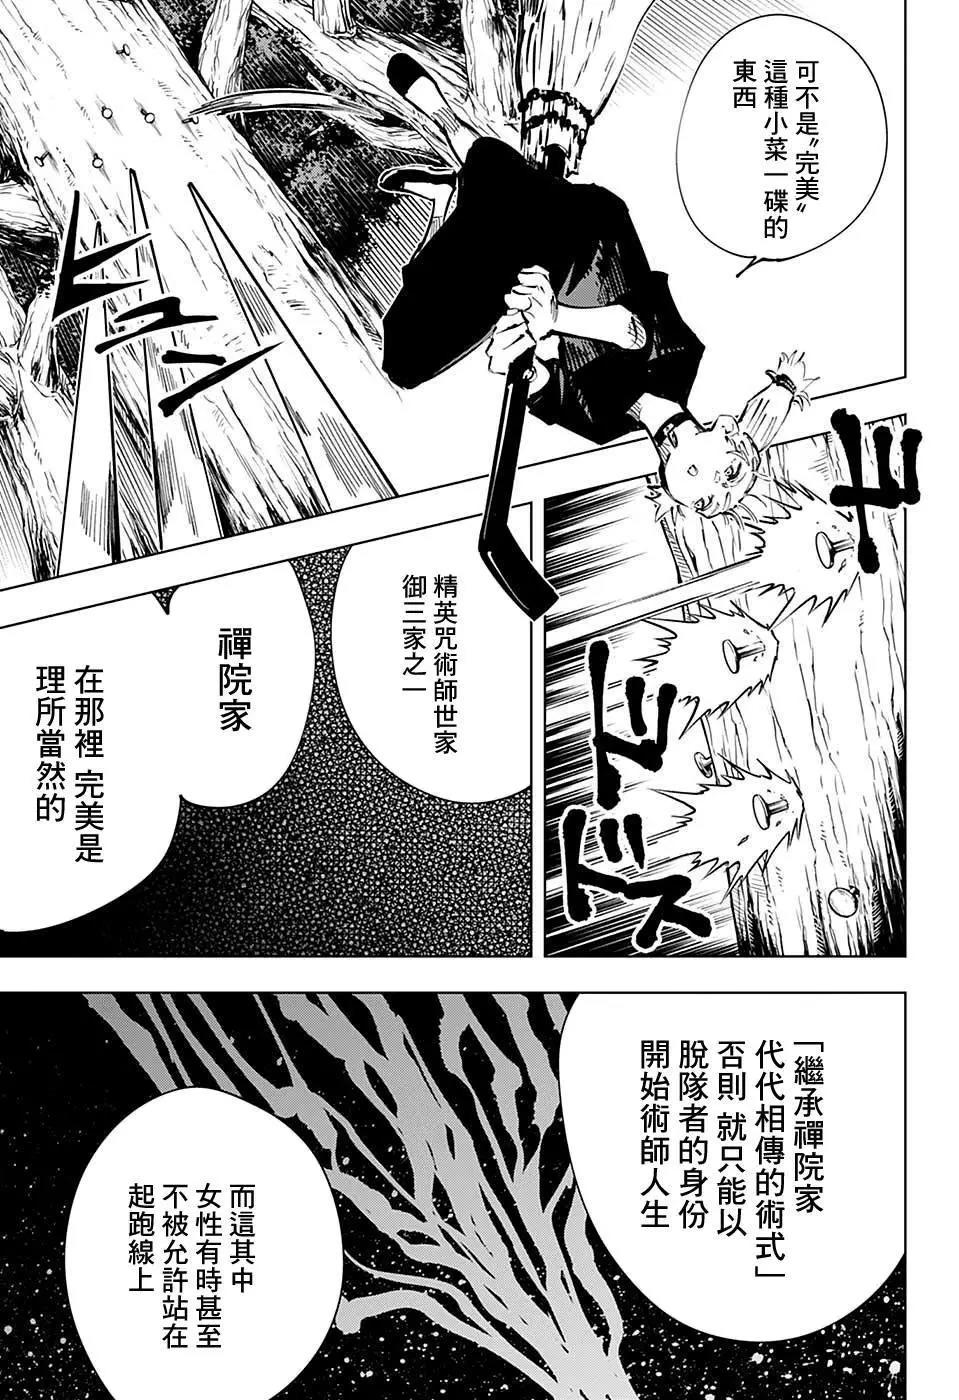 可不是〝完美〞
這種小菜一碟的
東西
ドヒュン
ド
ドド
ドス
精英咒術師世家
御三家之一
禪院家
在那裡 完美是
理所當然的
「繼承禪院家
代代相傳的術式」
否則 就只能以
脫隊者的身份
開始術師人生
而這其中
女性有時甚至
不被允許站在
起跑線上